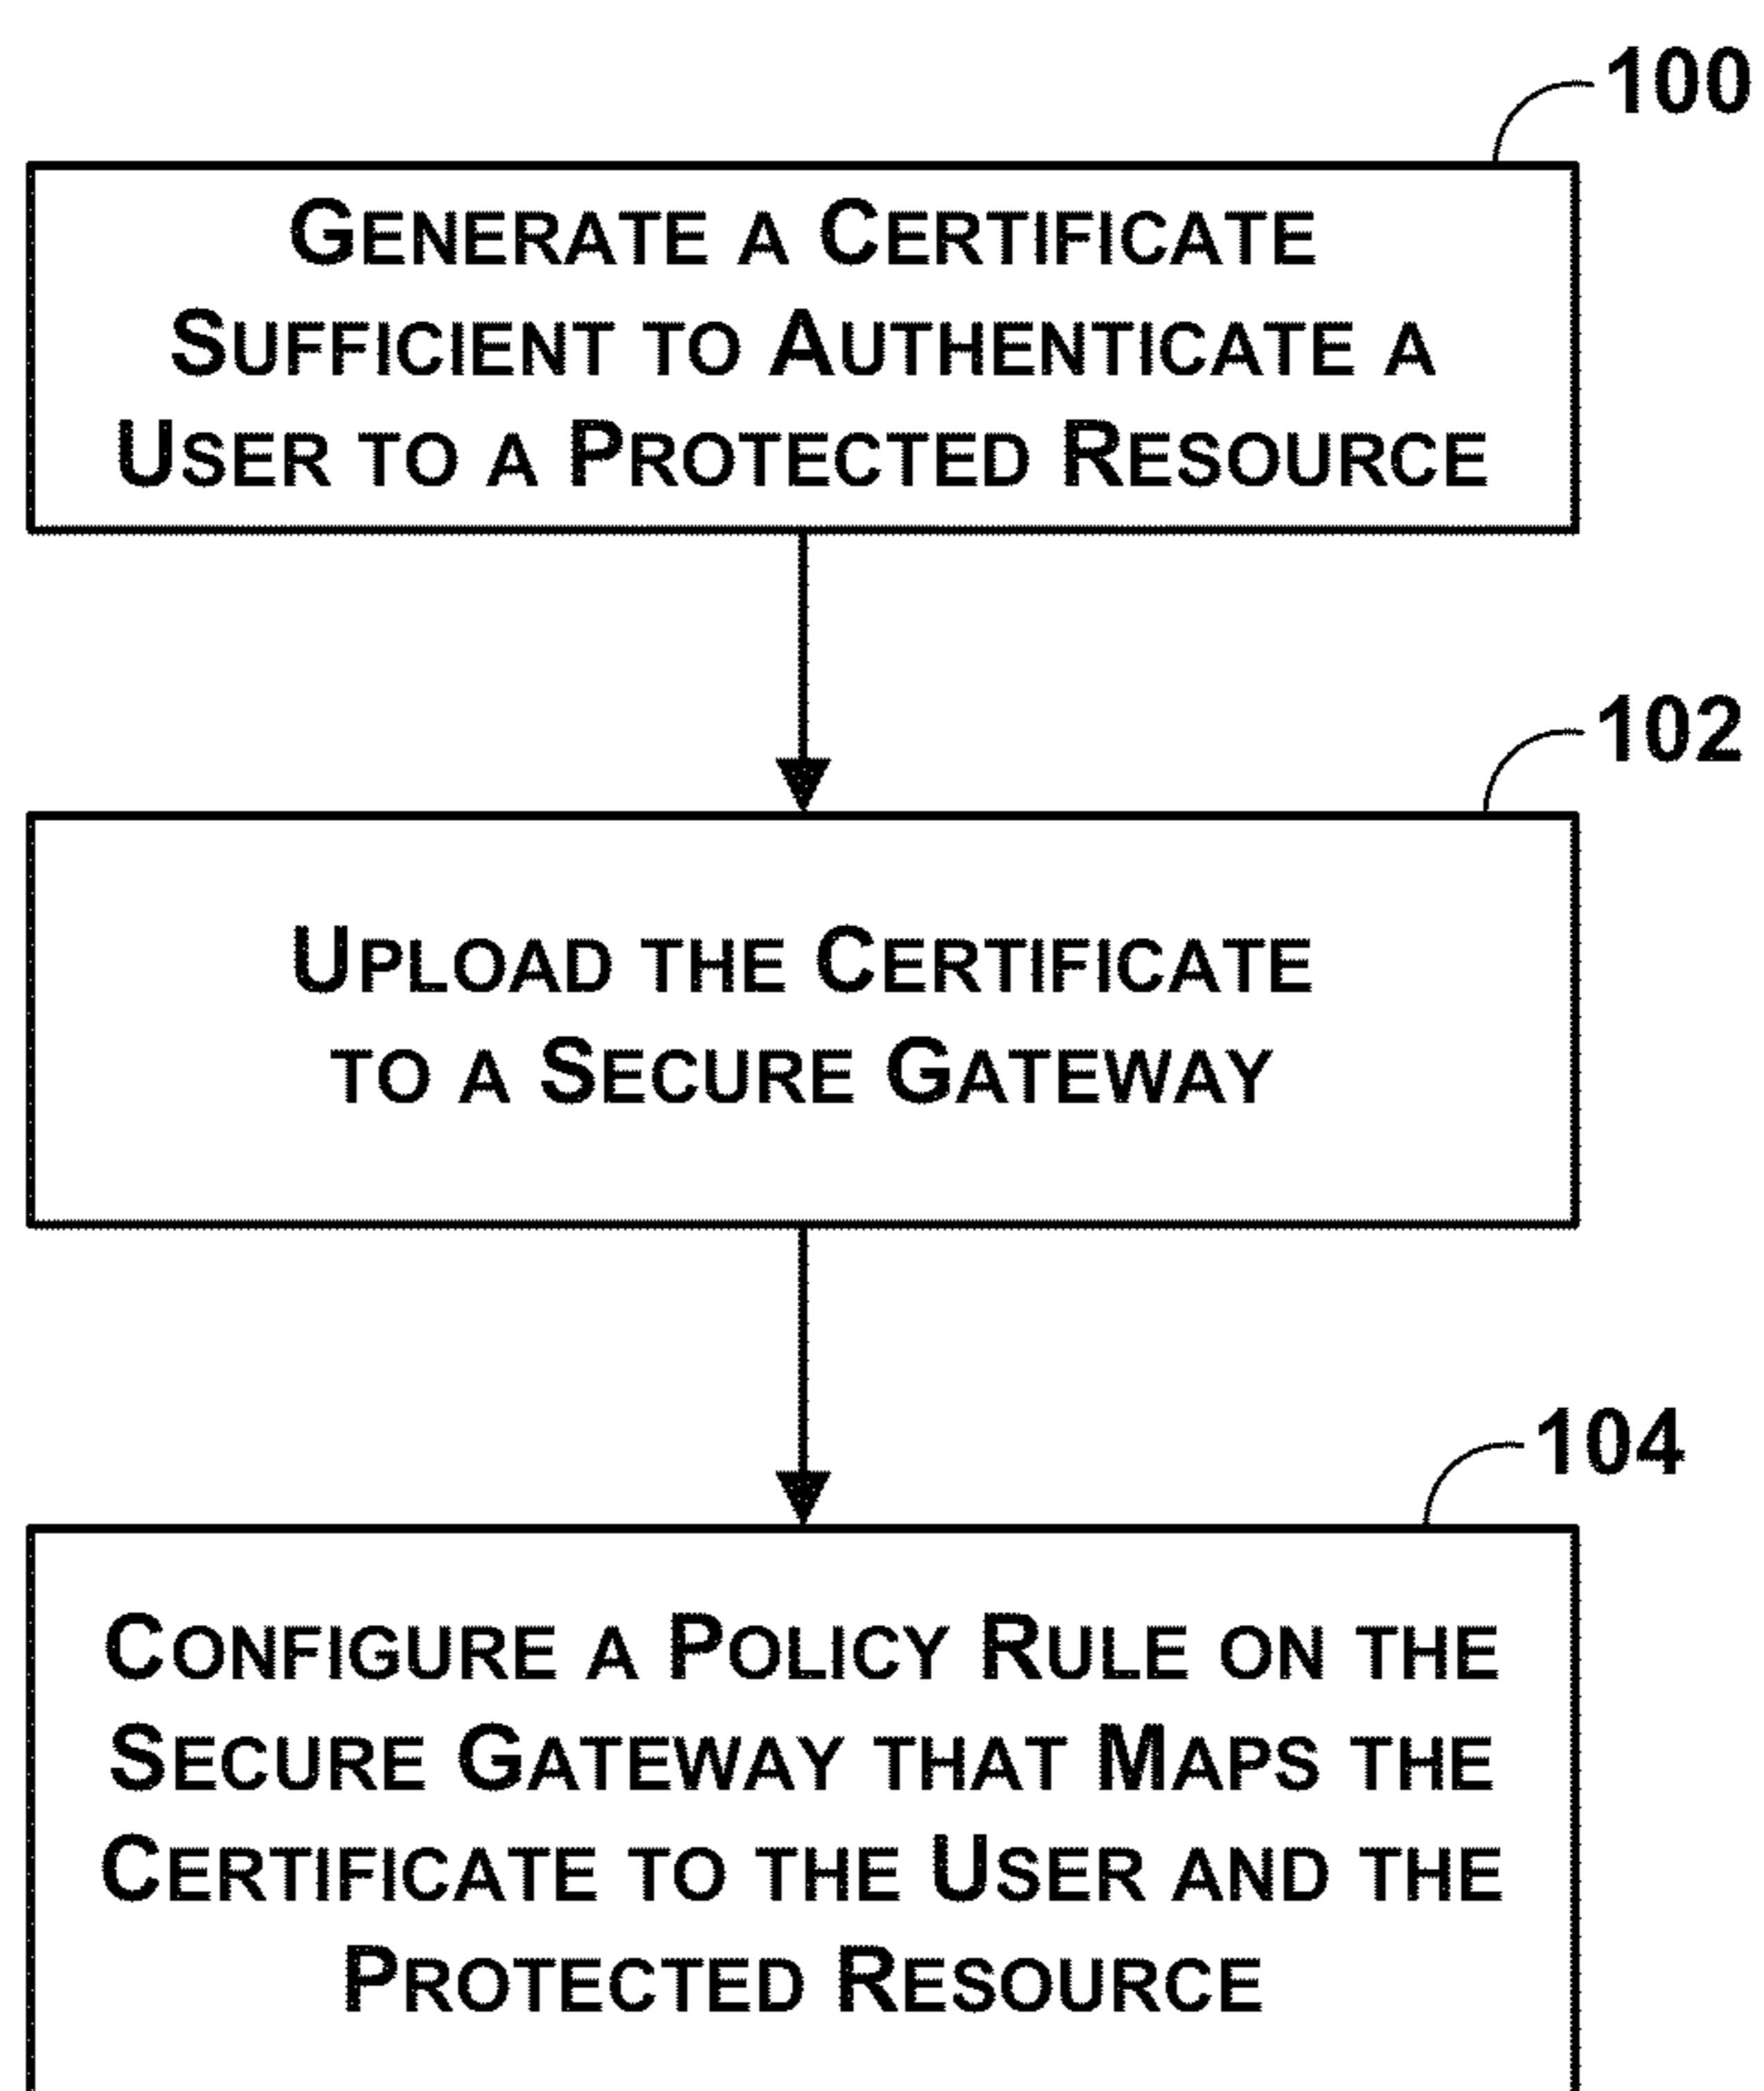 100
GENERATE A CERTIFICATE
SUFFICIENT TO AUTHENTICATE A
USER TO A PROTECTED RESOURCE
102
UPLOAD THE CERTIFICATE
TO A SECURE GATEWAY
104
CONFIGURE A POLICY RULE ON THE
SECURE GATEWAY THAT MAPS THE
CERTIFICATE TO THE USER AND THE
PROTECTED RESOURCE